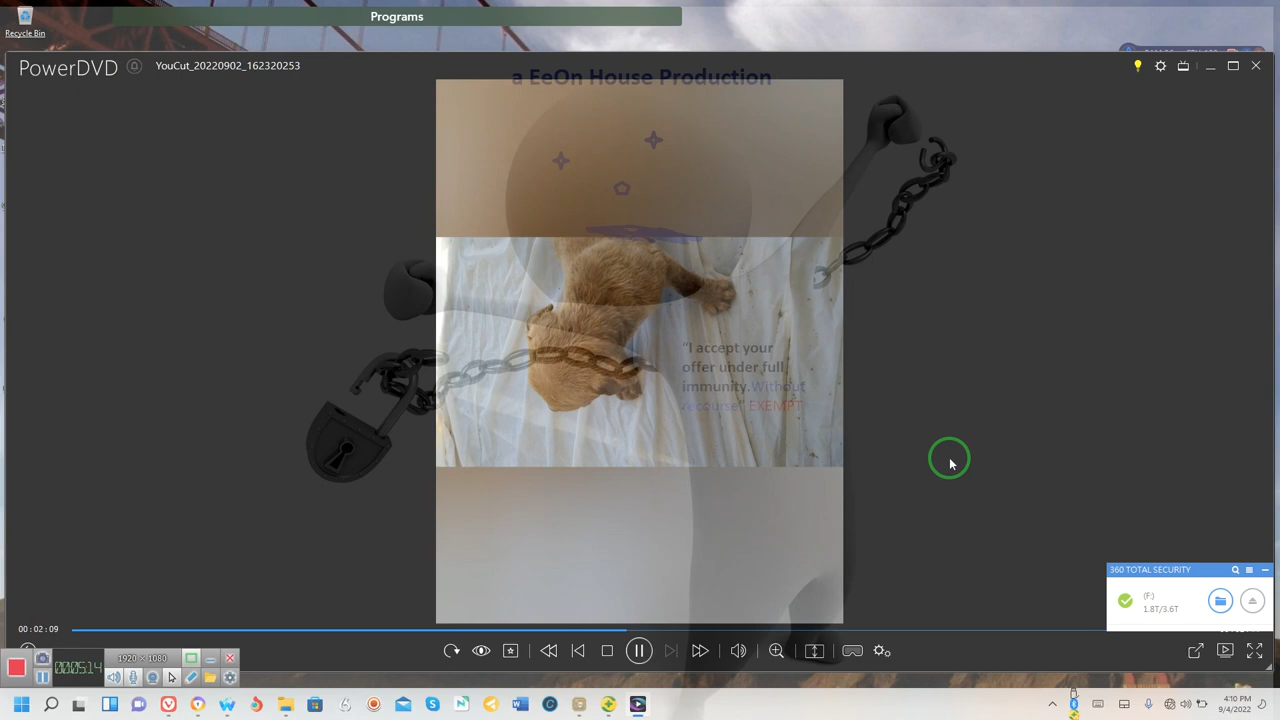 Programs
Recycle Bin
PowerDVD
YouCut_20220902_162320253
a EeOn House Production
"I accept your
offer under full
immunity.Without
recourse" EXEMPT
360 TOTAL SECURITY
(F:)
1.8T/3.6T
00:02:09
1920 × 1080
000514
4:10 PM
9/4/2022